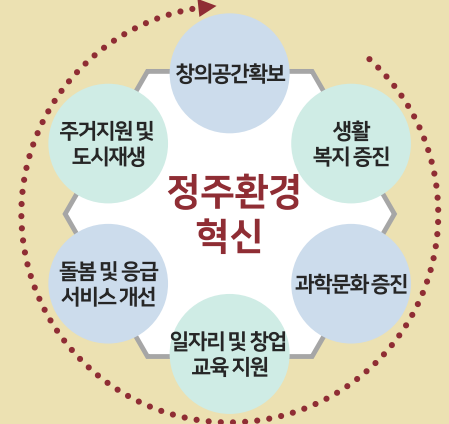 창의공간확보
생활
복지 증진
과학문화 증진
일자리 및 창업
교육 지원
돌봄 및 응급
서비스 개선
주거지원 및
도시재생
정주환경
혁신